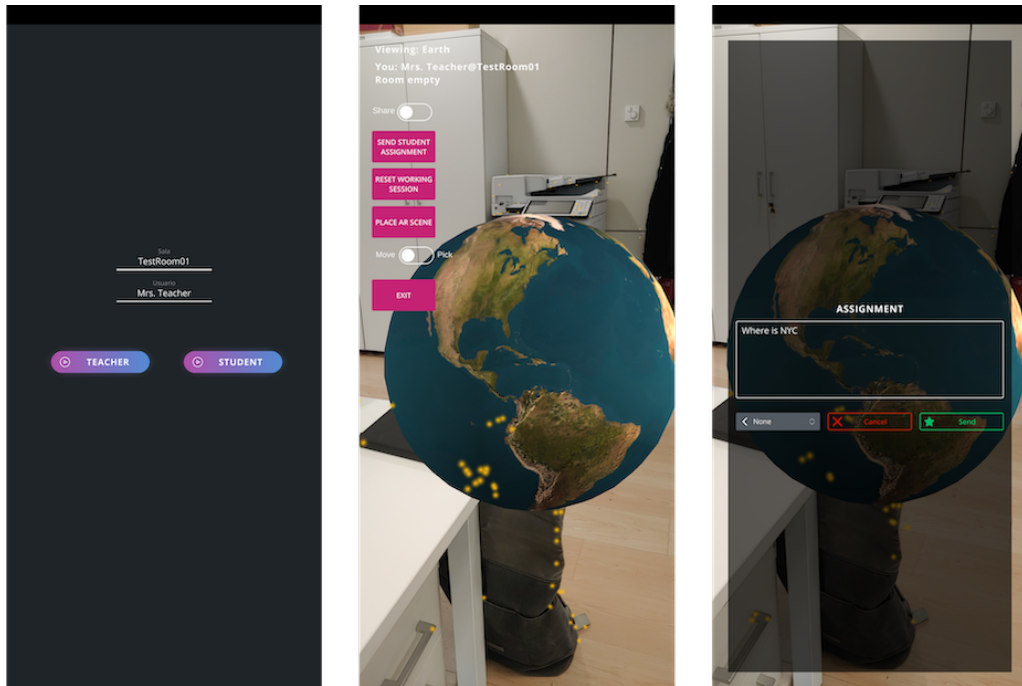 Sala
TestRoom01
Usuario
Mrs. Teacher
TEACHER
STUDENT
Viewing: Earth
You: Mrs. Teacher@TestRoom01
Room empty
Share
SEND STUDENT
ASSIGNMENT
RESET WORKING
SESSION
PLACE AR SCENE
Move
Pick
EXIT
ASSIGNMENT
Where is NYC
None
Cancel
Send